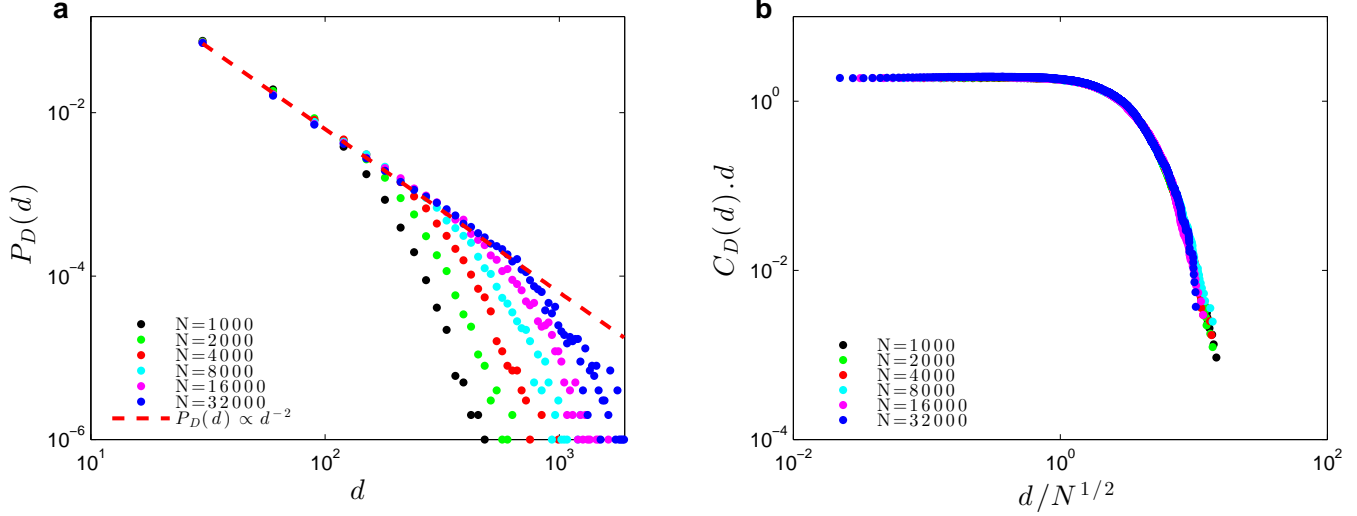 a
10^-2
10^-4
10^-6
10^1
10^2
10^3
P_D(d)
d
N=1000
N=2000
N=4000
N=8000
N=16000
N=32000
P_D(d) ∝ d^-2
b
10^0
10^-2
10^-4
10^-2
10^0
10^2
C_D(d).d
d/N^1/2
N=1000
N=2000
N=4000
N=8000
N=16000
N=32000